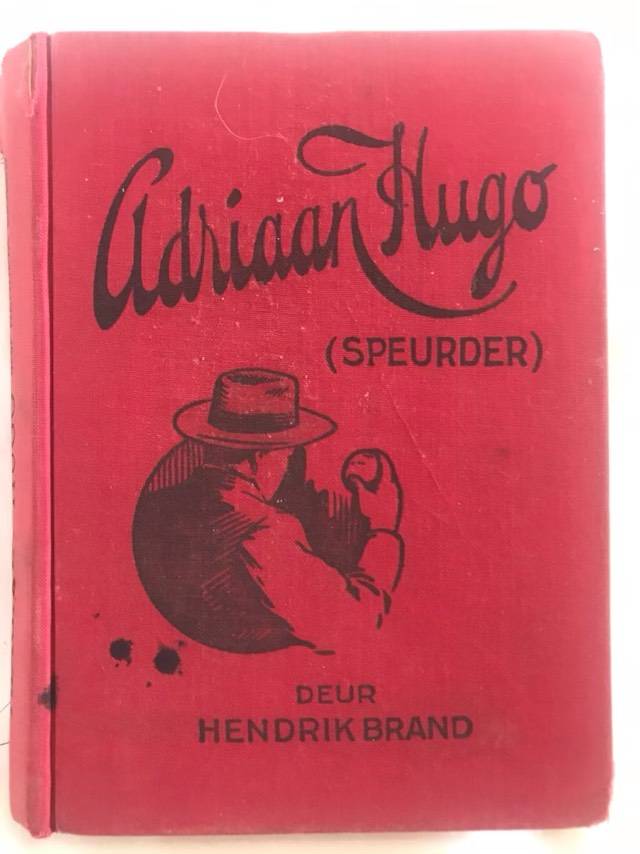 Adriaan Hugo
(SPEURDER)
DEUR
HENDRIK BRAND